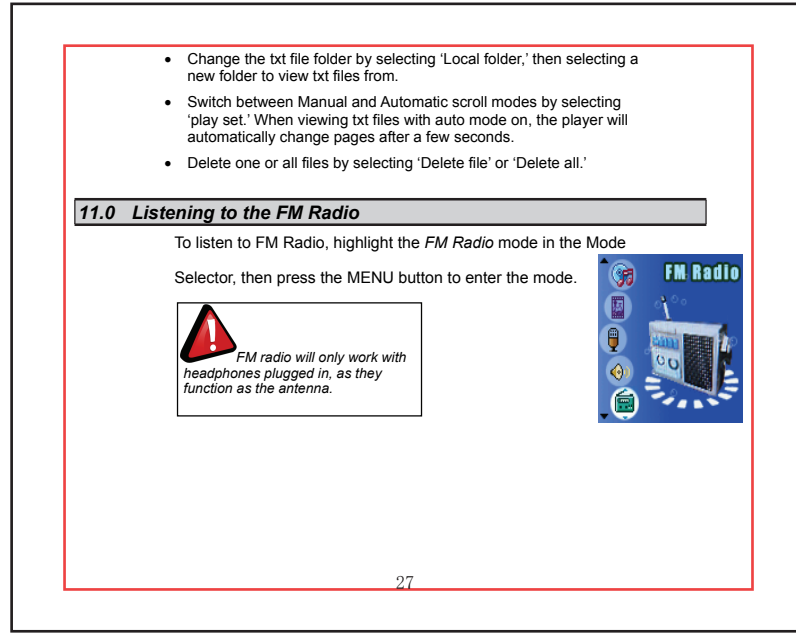 • Change the txt file folder by selecting ‘Local folder,’ then selecting a
new folder to view txt files from.
• Switch between Manual and Automatic scroll modes by selecting
‘play set.’ When viewing txt files with auto mode on, the player will
automatically change pages after a few seconds.
• Delete one or all files by selecting ‘Delete file’ or ‘Delete all.’
11.0 Listening to the FM Radio
To listen to FM Radio, highlight the FM Radio mode in the Mode
Selector, then press the MENU button to enter the mode.
FM Radio
FM radio will only work with
headphones plugged in, as they
function as the antenna.
27